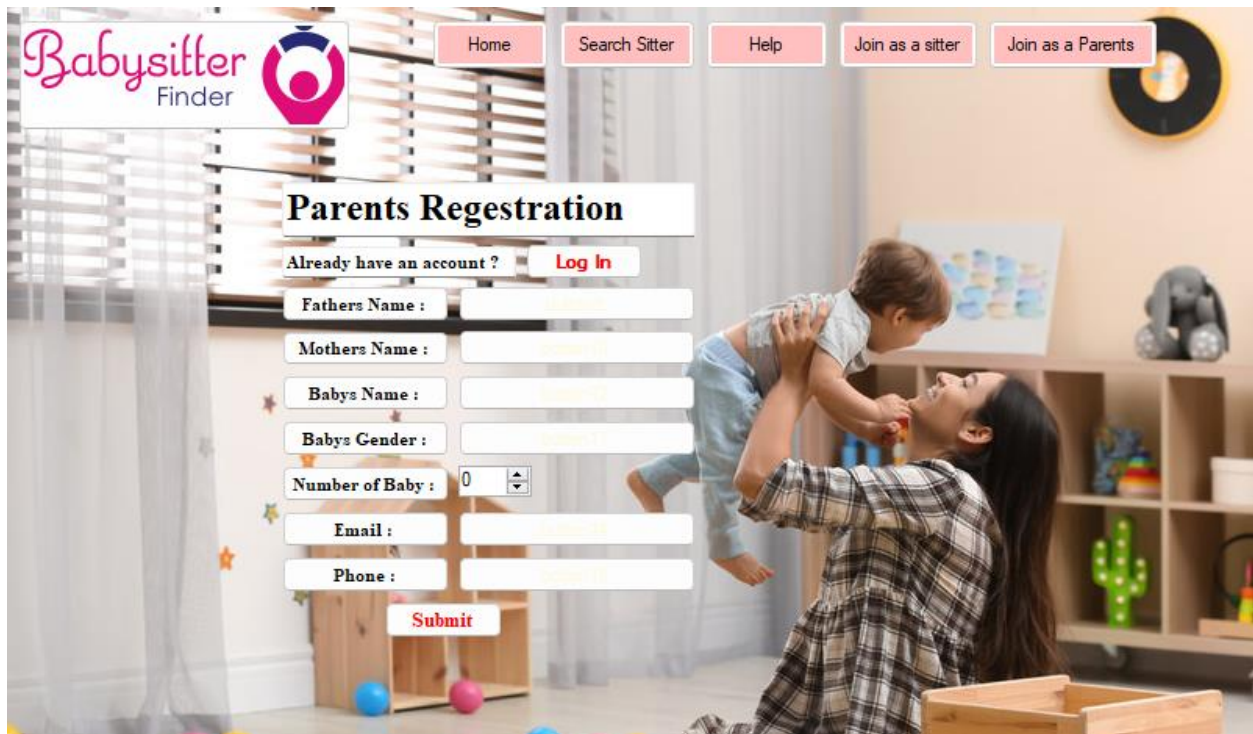 Babysitter
Finder
Home
Search Sitter
Help
Join as a sitter
Join as a Parents
Parents Regestration
Already have an account ?
Log In
Fathers Name :
Mothers Name :
Babys Name :
Babys Gender :
Number of Baby :
0
Email :
Phone :
Submit